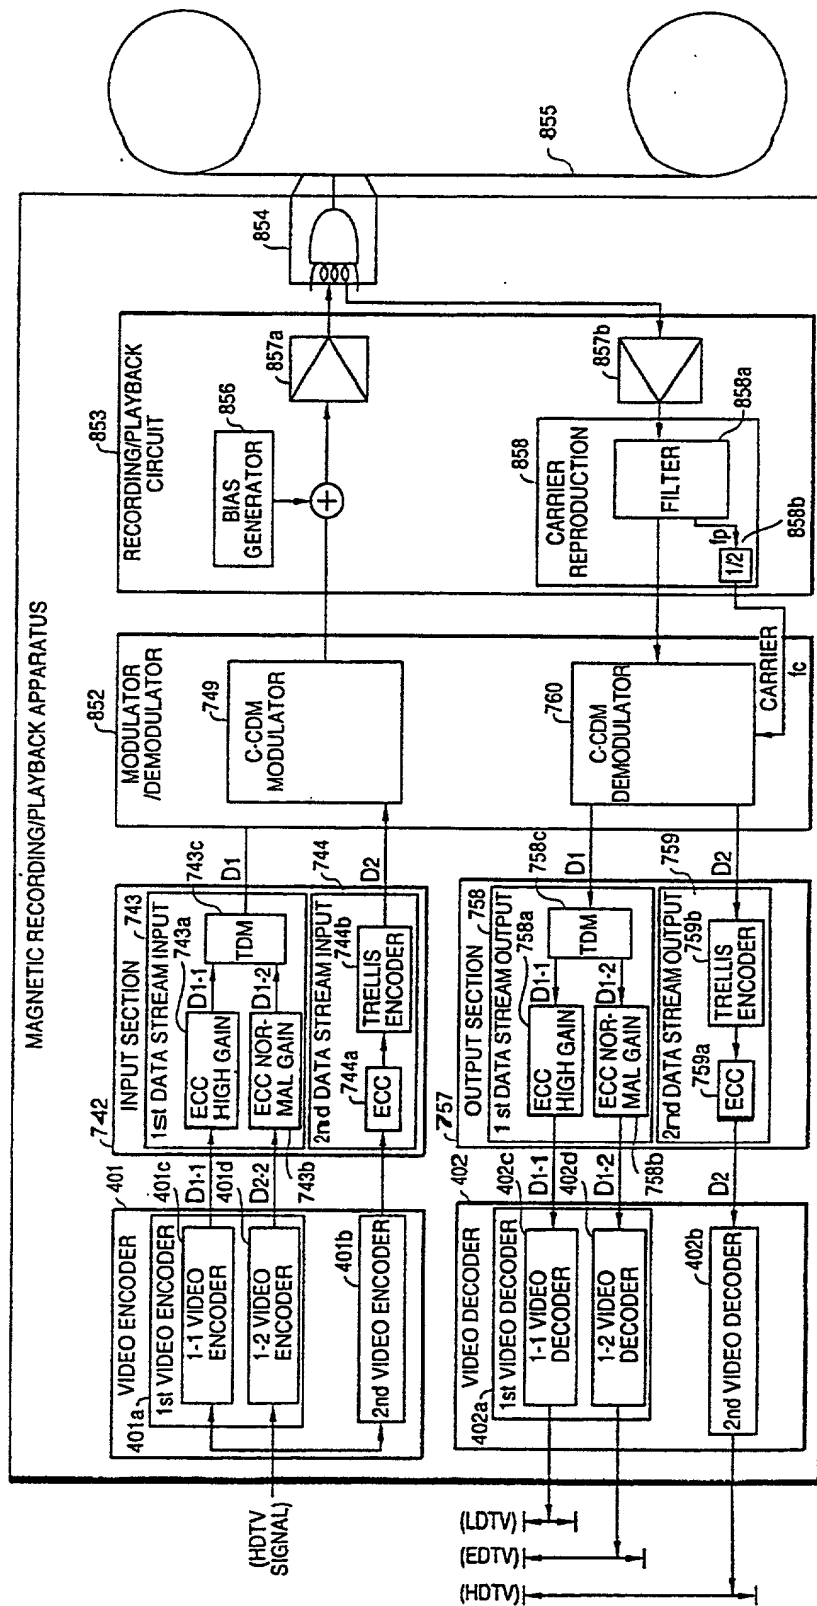 MAGNETIC RECORDING/PLAYBACK APPARATUS
(HDTV
SIGNAL)
401
VIDEO ENCODER
401a
1st VIDEO ENCODER
401c
1-1 VIDEO
ENCODER
401d
1-2 VIDEO
ENCODER
401b
2nd VIDEO ENCODER
D1-1
D2-2
742
INPUT SECTION
743
1st DATA STREAM INPUT
743a
ECC
HIGH GAIN
743b
ECC NOR-
MAL GAIN
D1-1
D1-2
743c
TDM
744
2nd DATA STREAM INPUT
744a
ECC
744b
TRELLIS
ENCODER
D1
D2
852
MODULATOR
/DEMODULATOR
749
C-CDM
MODULATOR
853
RECORDING/PLAYBACK
CIRCUIT
856
BIAS
GENERATOR
+
857a
854
855
857b
858
CARRIER
REPRODUCTION
858a
FILTER
fp
1/2
858b
CARRIER
fc
760
C-CDM
DEMODULATOR
D1
D2
757
OUTPUT SECTION
758
1st DATA STREAM OUTPUT
758a
ECC
HIGH GAIN
758b
ECC NOR-
MAL GAIN
D1-1
D1-2
758c
TDM
759
2nd DATA STREAM OUTPUT
759a
ECC
759b
TRELLIS
ENCODER
D1-1
D1-2
D2
402
VIDEO DECODER
402a
1st VIDEO DECODER
402c
1-1 VIDEO
DECODER
402d
1-2 VIDEO
DECODER
402b
2nd VIDEO DECODER
(LDTV)
(EDTV)
(HDTV)